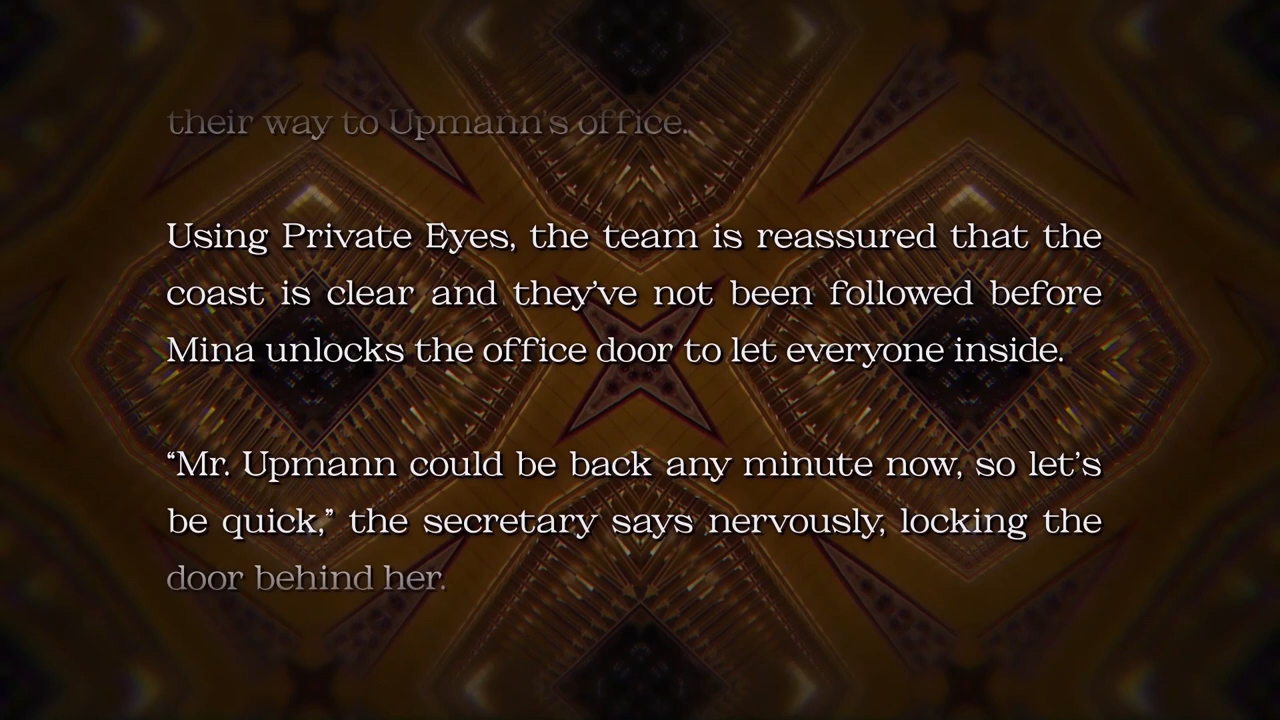 their way to Upmann's office.
Using Private Eyes, the team is reassured that the
coast is clear and they’ve not been followed before
Mina unlocks the office door to let everyone inside.
“Mr. Upmann could be back any minute now, so let’s
be quick,” the secretary says nervously, locking the
door behind her.